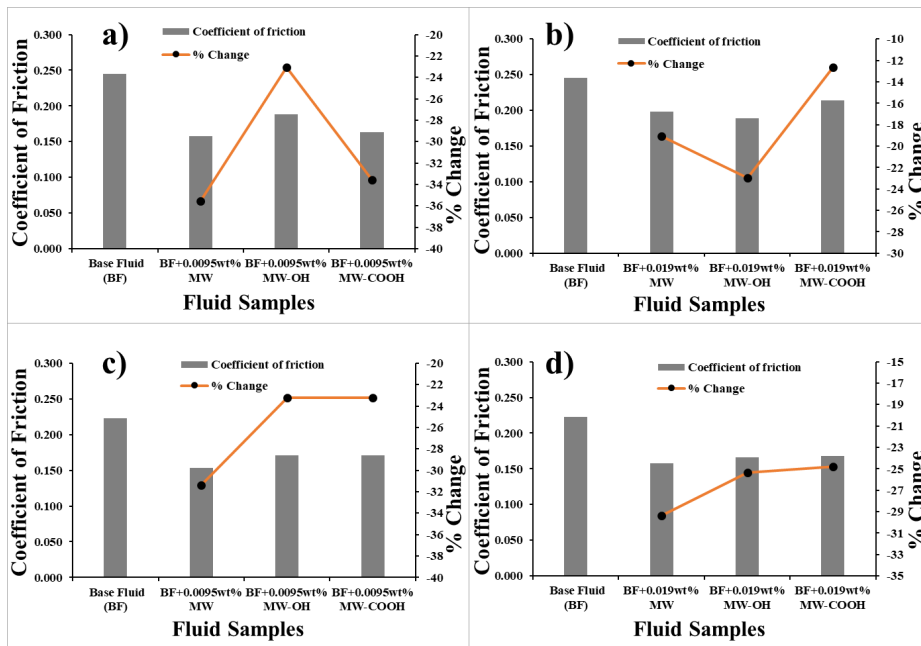 a)
Coefficient of friction
% Change
Coefficient of Friction
0.300
0.250
0.200
0.150
0.100
0.050
0.000
-20
-22
-24
-26
-28
-30
-32
-34
-36
-38
-40
% Change
Base Fluid
(BF)
BF+0.0095wt%
MW
BF+0.0095wt%
MW-OH
BF+0.0095wt%
MW-COOH
Fluid Samples
b)
Coefficient of friction
% Change
Coefficient of Friction
0.300
0.250
0.200
0.150
0.100
0.050
0.000
-10
-12
-14
-16
-18
-20
-22
-24
-26
-28
-30
% Change
Base Fluid
(BF)
BF+0.019wt%
MW
BF+0.019wt%
MW-OH
BF+0.019wt%
MW-COOH
Fluid Samples
c)
Coefficient of friction
% Change
Coefficient of Friction
0.300
0.250
0.200
0.150
0.100
0.050
0.000
-20
-22
-24
-26
-28
-30
-32
-34
-36
-38
-40
% Change
Base Fluid
(BF)
BF+0.0095wt%
MW
BF+0.0095wt%
MW-OH
BF+0.0095wt%
MW-COOH
Fluid Samples
d)
Coefficient of friction
% Change
Coefficient of Friction
0.300
0.250
0.200
0.150
0.100
0.050
0.000
-15
-17
-19
-21
-23
-25
-27
-29
-31
-33
-35
% Change
Base Fluid
(BF)
BF+0.019wt%
MW
BF+0.019wt%
MW-OH
BF+0.019wt%
MW-COOH
Fluid Samples